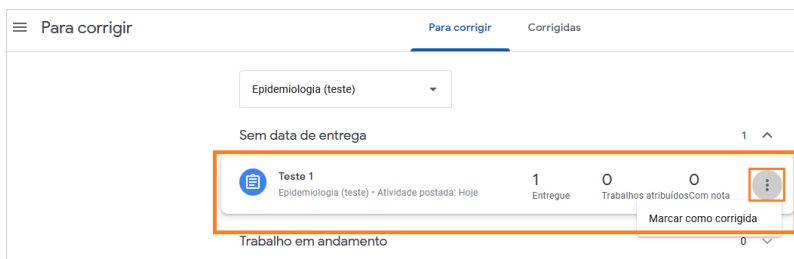 Para corrigir
Para corrigir Corrigidas
Epidemiologia (teste)
Sem data de entrega 1
Teste 1
Epidemiologia (teste) • Atividade postada: Hoje
1 0 0
Entregue Trabalhos atribuídos Com nota
Marcar como corrigida
Trabalho em andamento 0